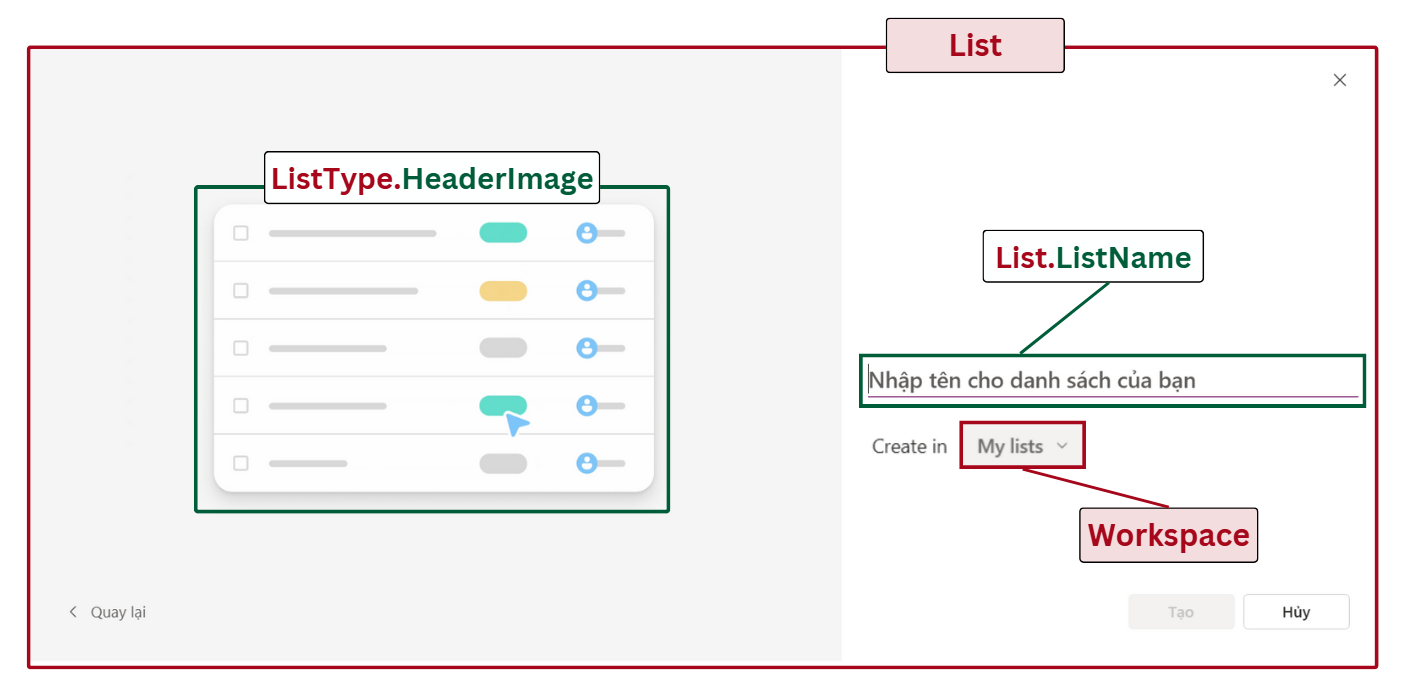 List
ListType.HeaderImage
List.ListName
Nhập tên cho danh sách của bạn
Create in My lists
Workspace
Quay lại
Tạo Hủy